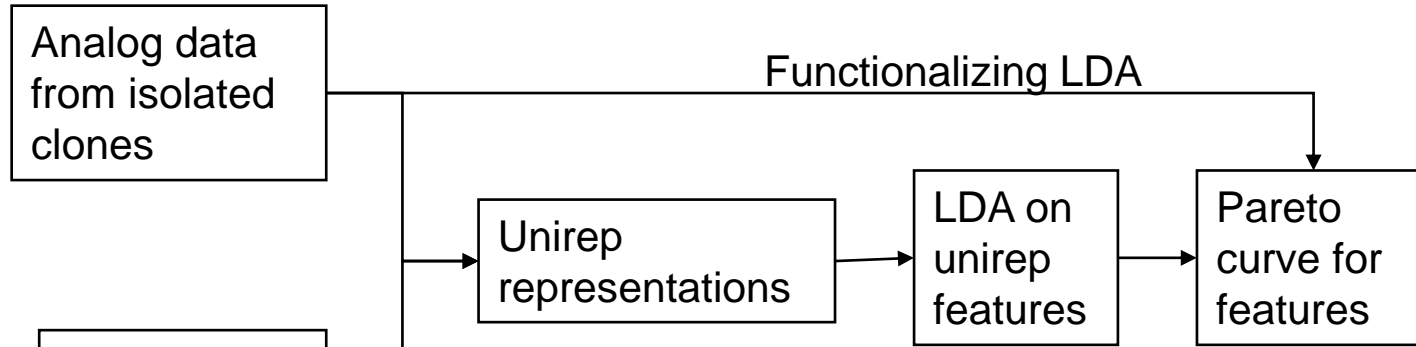 Analog data
from isolated
clones
Functionalizing LDA
Unirep
representations
LDA on
unirep
features
Pareto
curve for
features